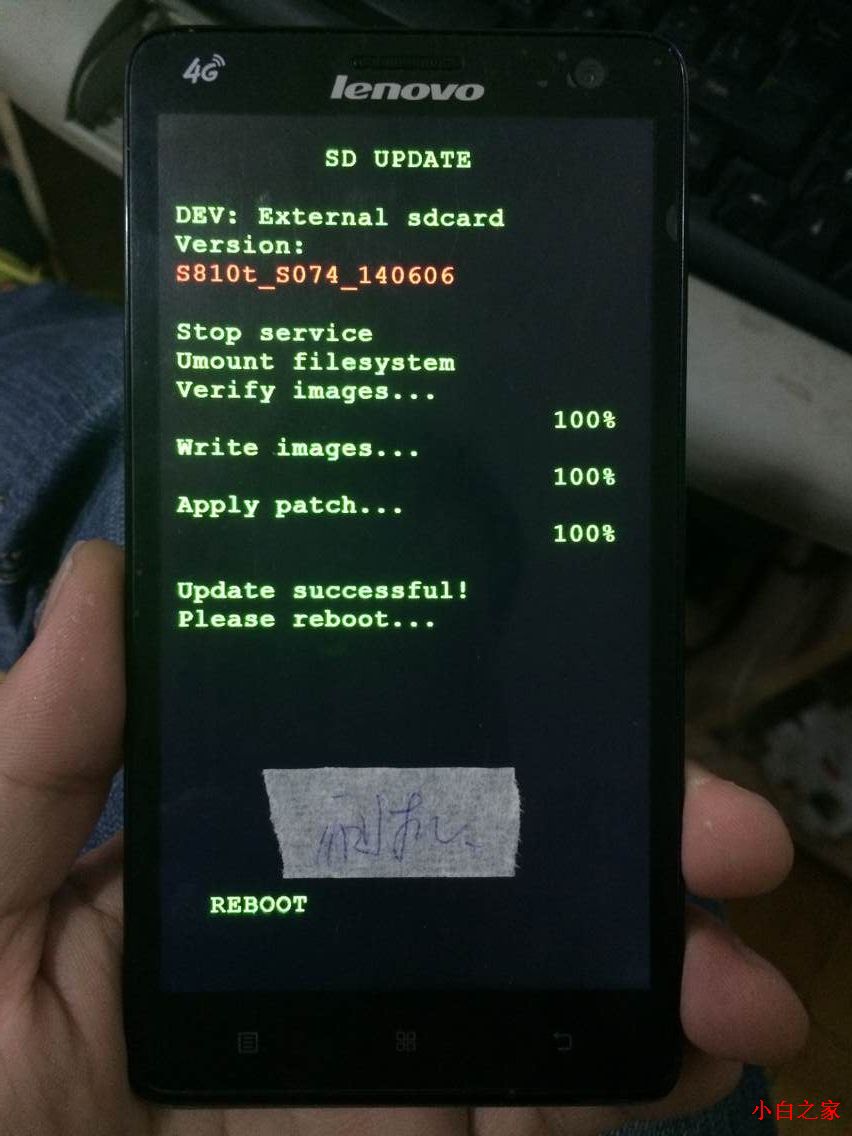 4G
lenovo
SD UPDATE
DEV: External sdcard
Version:
S810t_S074_140606
Stop service
Umount filesystem
Verify images...
100%
Write images...
100%
Apply patch...
100%
Update successful!
Please reboot...
刷机
REBOOT
小白之家